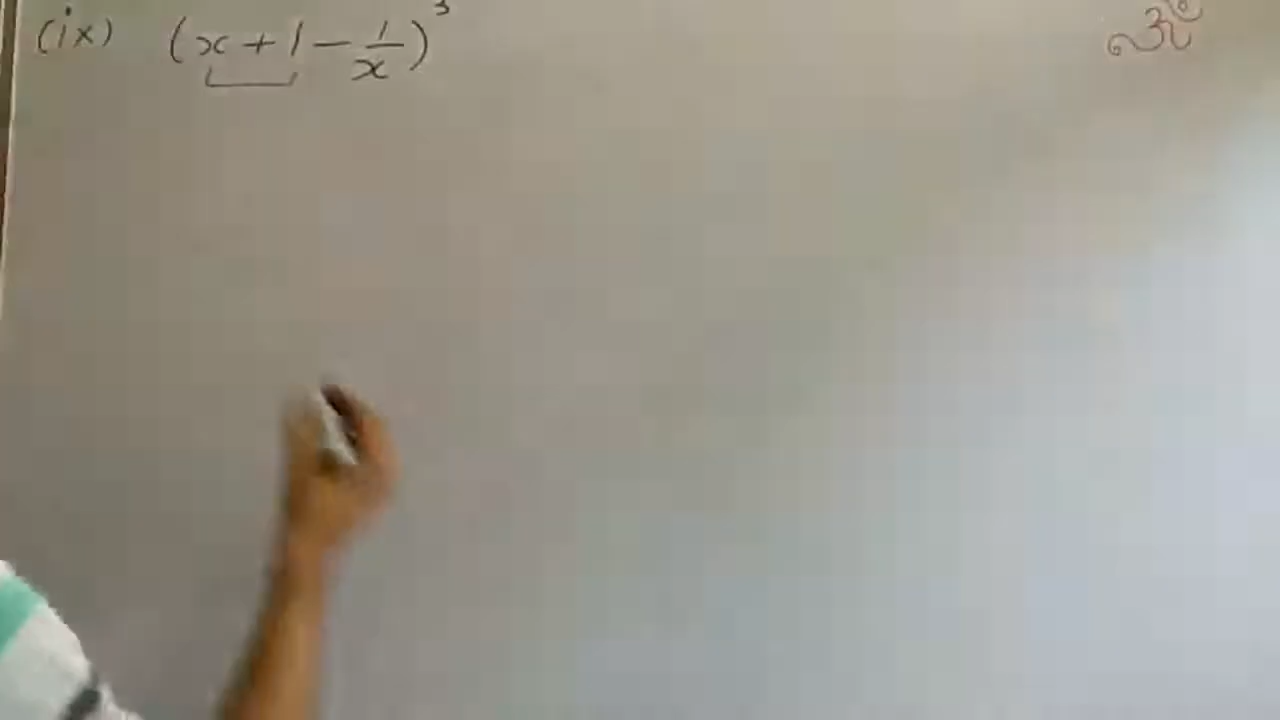 (ix) (x + 1 - 1/x)³